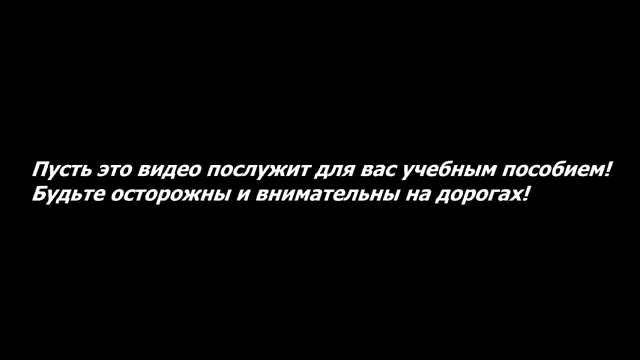 Пусть это видео послужит для вас учебным пособием!
Будьте осторожны и внимательны на дорогах!